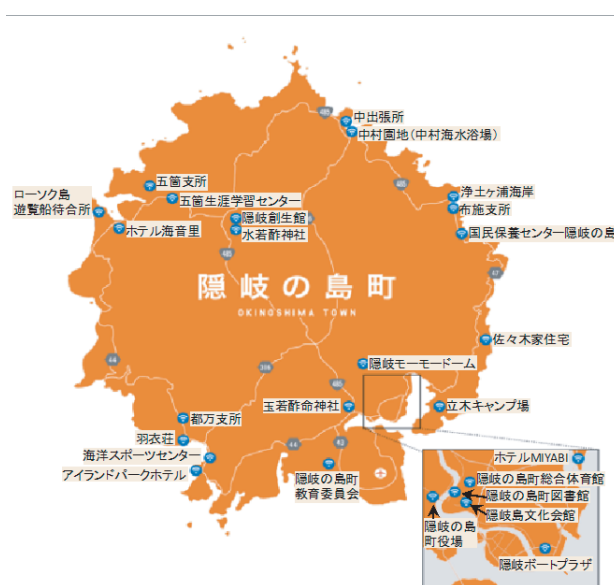 中出張所
中村園地(中村海水浴場)
五箇支所
五箇生涯学習センター
ローソク島
遊覧船待合所
隠岐創生館
ホテル海音里
水若酢神社
浄土ヶ浦海岸
布施支所
国民保養センター隠岐の島
隠岐の島町
OKINOSHIMA TOWN
佐々木家住宅
隠岐モーモードーム
玉若酢命神社
立木キャンプ場
都万支所
羽衣荘
海洋スポーツセンター
アイランドパークホテル
隠岐の島町
教育委員会
ホテルMIYABI
隠岐の島町総合体育館
隠岐の島町図書館
隠岐島文化会館
隠岐の島
町役場
隠岐ポートプラザ
485
485
485
485
47
44
316
44
43